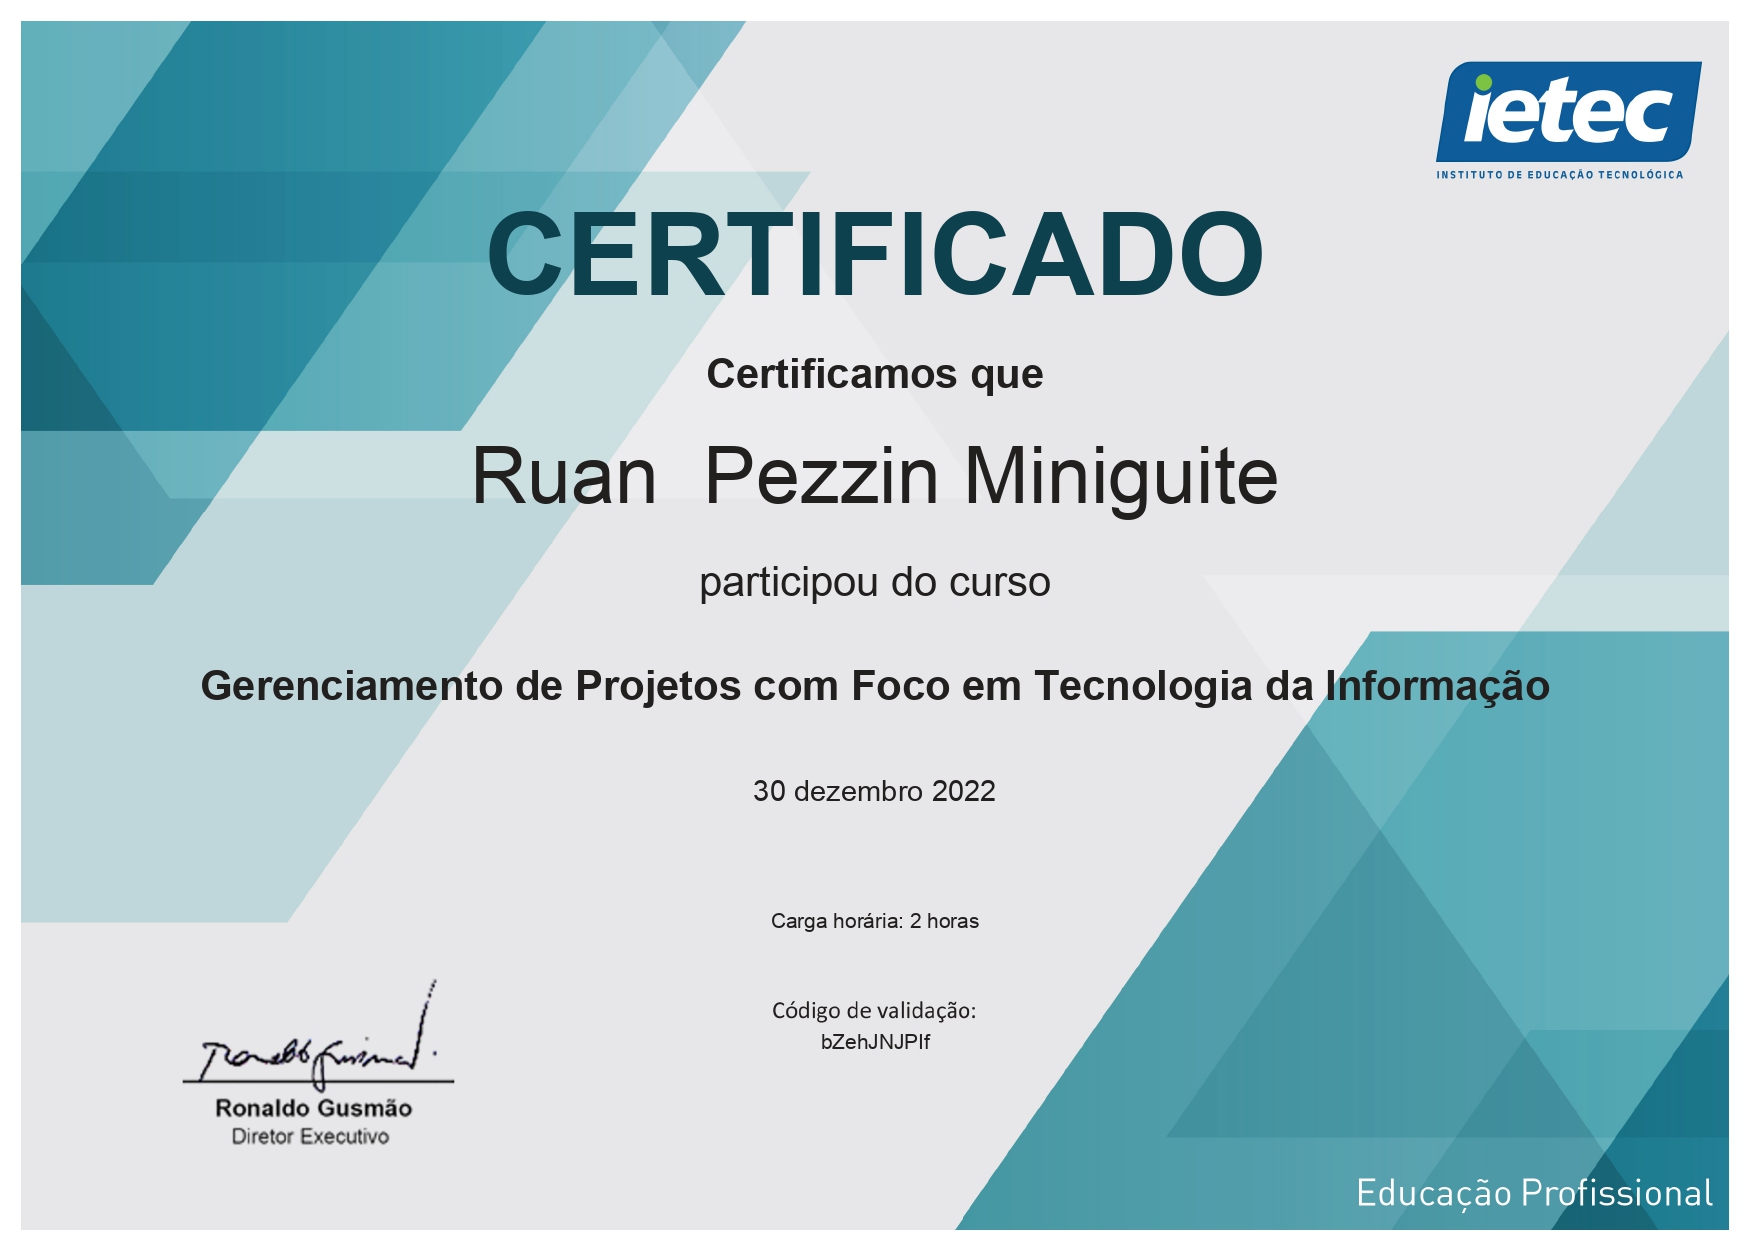 ietec
INSTITUTO DE EDUCAÇÃO TECNOLÓGICA
CERTIFICADO
Certificamos que
Ruan  Pezzin Miniguite
participou do curso
Gerenciamento de Projetos com Foco em Tecnologia da Informação
30 dezembro 2022
Carga horária: 2 horas
Código de validação:
bZehJNJPIf
Ronaldo Gusmão
Diretor Executivo
Educação Profissional